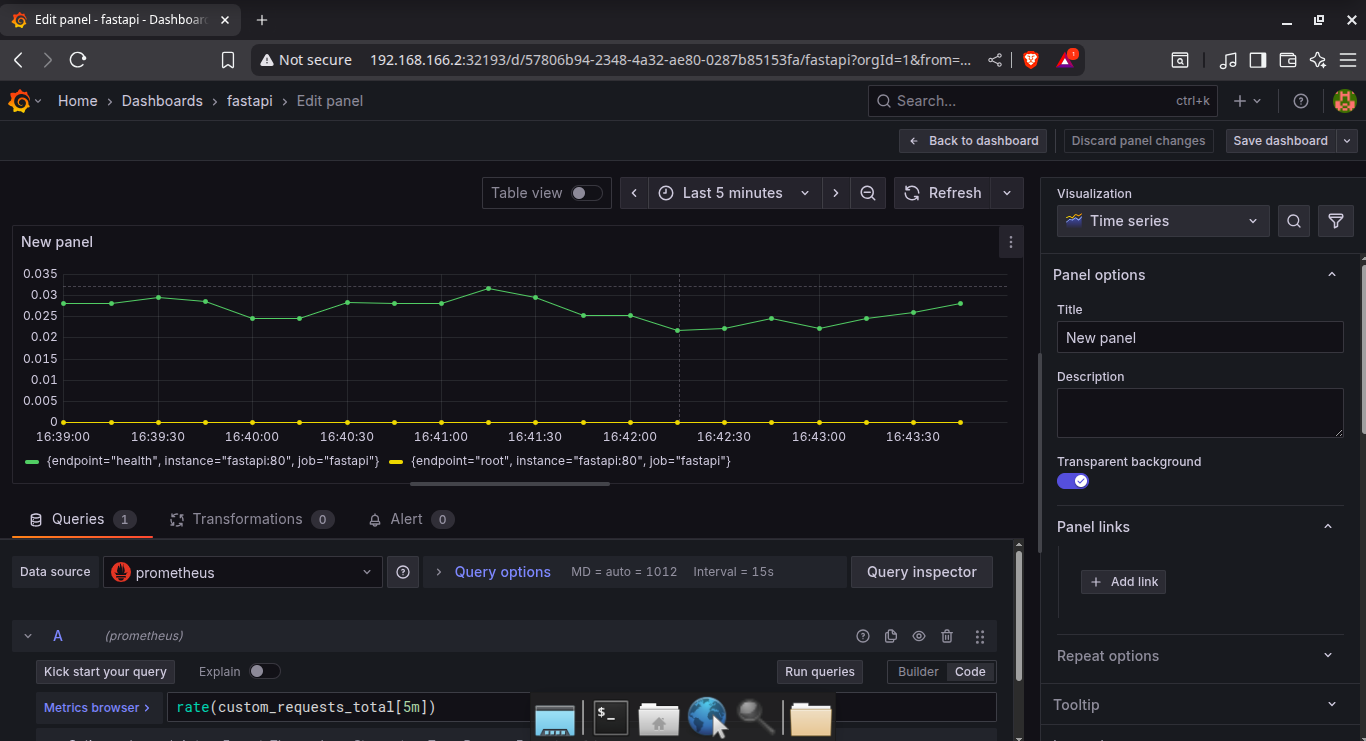 Edit panel - fastapi - Dashboar
1
Not secure 192.168.166.2:32193/d/57806b94-2348-4a32-ae80-0287b85153fa/fastapi?orgId=1&from=...
Home › Dashboards › fastapi › Edit panel
Search... ctrl+k
Back to dashboard Discard panel changes Save dashboard
Table view Last 5 minutes Refresh
Visualization
Time series
New panel
0.035
0.03
0.025
0.02
0.015
0.01
0.005
0
16:39:00 16:39:30 16:40:00 16:40:30 16:41:00 16:41:30 16:42:00 16:42:30 16:43:00 16:43:30
{endpoint="health", instance="fastapi:80", job="fastapi"} {endpoint="root", instance="fastapi:80", job="fastapi"}
Queries 1 Transformations 0 Alert 0
Data source prometheus Query options MD = auto = 1012 Interval = 15s Query inspector
A (prometheus)
Kick start your query Explain Run queries Builder Code
Metrics browser > rate(custom_requests_total[5m])
Panel options
Title
New panel
Description
Transparent background
Panel links
Add link
Repeat options
Tooltip